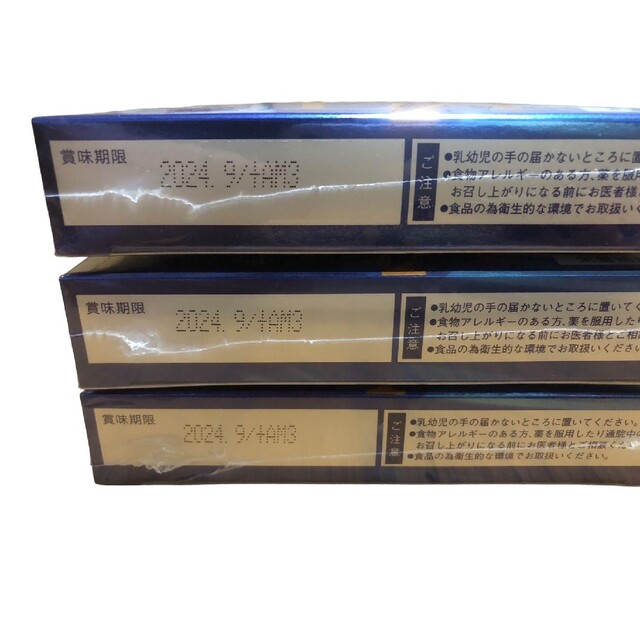 賞味期限
2024. 9/YAM3
ご注意
●乳幼児の手の届かないところに置
●食物アレルギーのある方、薬を服用
お召し上がりになる前にお医者様
●食品の為衛生的な環境でお取扱いく
賞味期限
2024. 9/YAM3
ご注意
●乳幼児の手の届かないところに置いて
●食物アレルギーのある方、薬を服用したり
お召し上がりになる前にお医者様とご相
●食品の為衛生的な環境でお取扱いくださ
賞味期限
2024. 9/YAM3
ご注意
●乳幼児の手の届かないところに置いてください。
●食物アレルギーのある方、薬を服用したり通院中の
お召し上がりになる前にお医者様とご相談く
●食品の為衛生的な環境でお取扱いください。